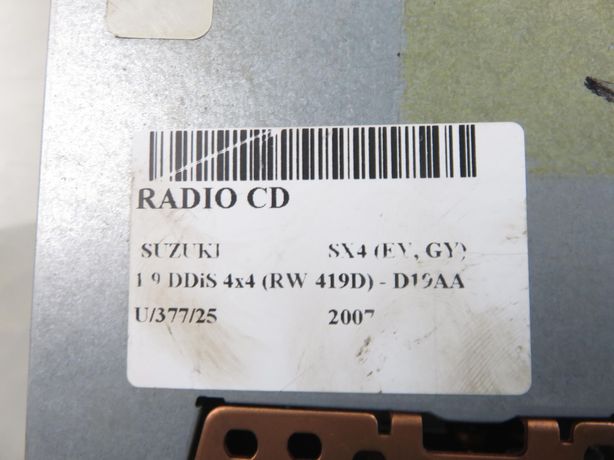 RADIO CD
SUZUKI SX4 (EY, GY)
1.9 DDiS 4x4 (RW 419D) - D19AA
U/377/25 2007